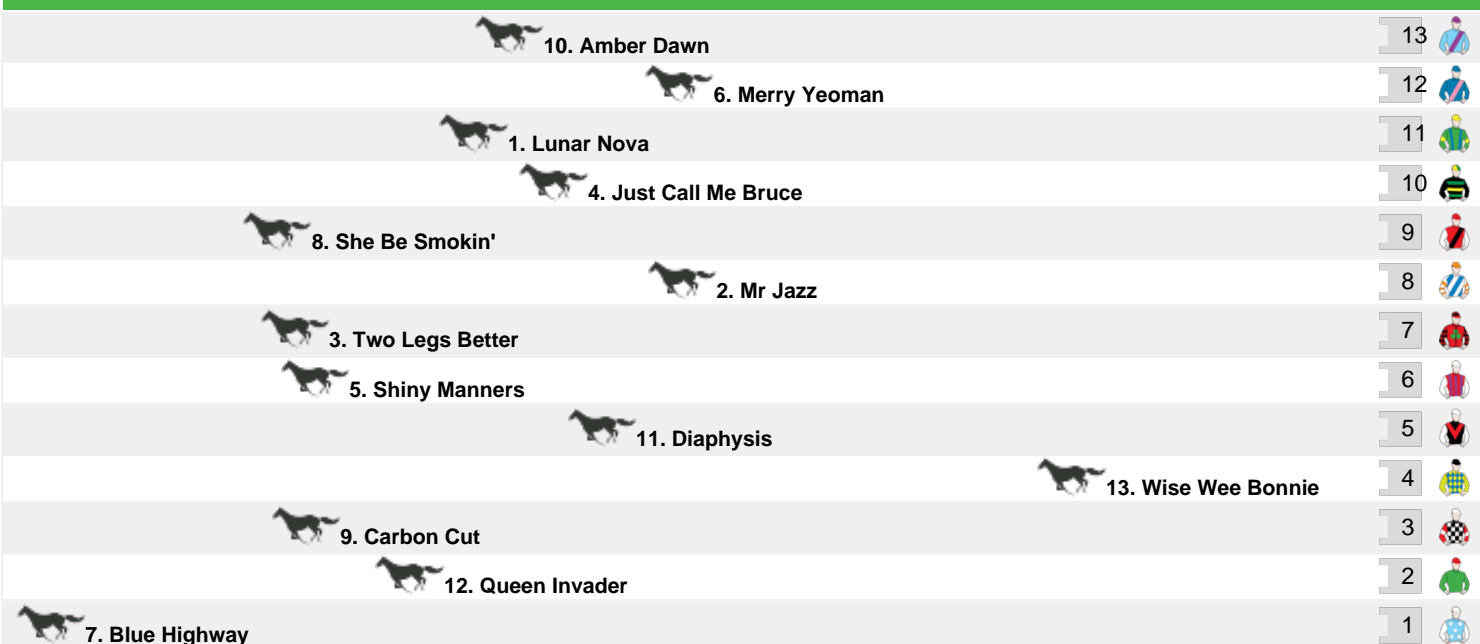 10. Amber Dawn 13
6. Merry Yeoman 12
1. Lunar Nova 11
4. Just Call Me Bruce 10
8. She Be Smokin' 9
2. Mr Jazz 8
3. Two Legs Better 7
5. Shiny Manners 6
11. Diaphysis 5
13. Wise Wee Bonnie 4
9. Carbon Cut 3
12. Queen Invader 2
7. Blue Highway 1